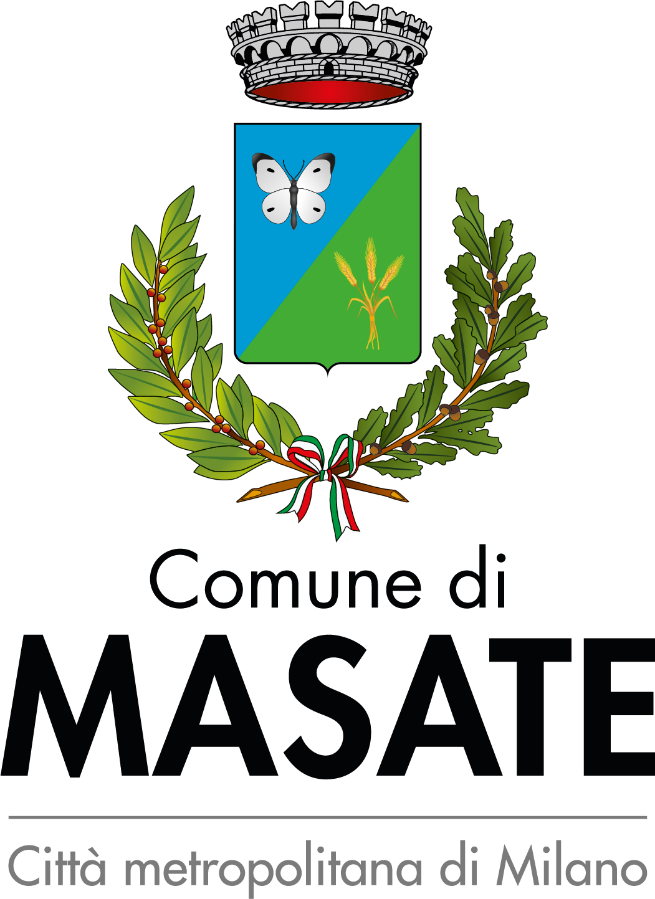 Comune di
MASATE
Città metropolitana di Milano